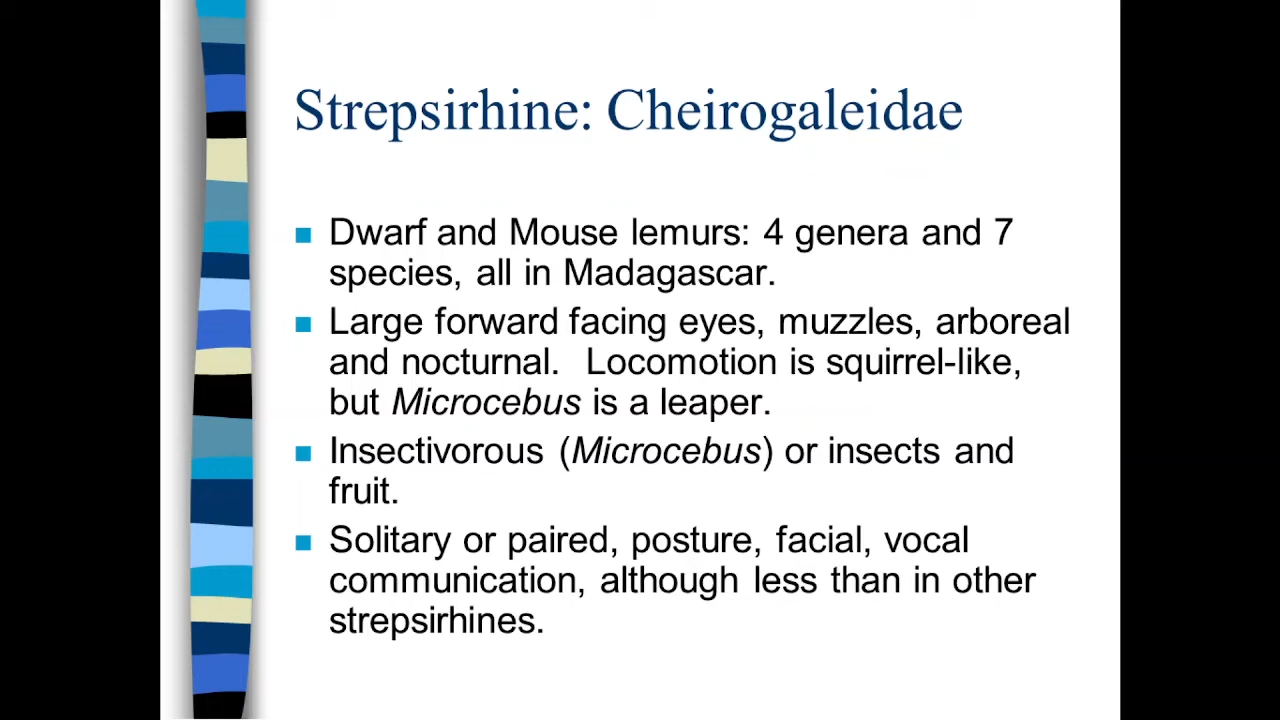 Strepsirhine: Cheirogaleidae
Dwarf and Mouse lemurs: 4 genera and 7
species, all in Madagascar.
Large forward facing eyes, muzzles, arboreal
and nocturnal.  Locomotion is squirrel-like,
but Microcebus is a leaper.
Insectivorous (Microcebus) or insects and
fruit.
Solitary or paired, posture, facial, vocal
communication, although less than in other
strepsirhines.